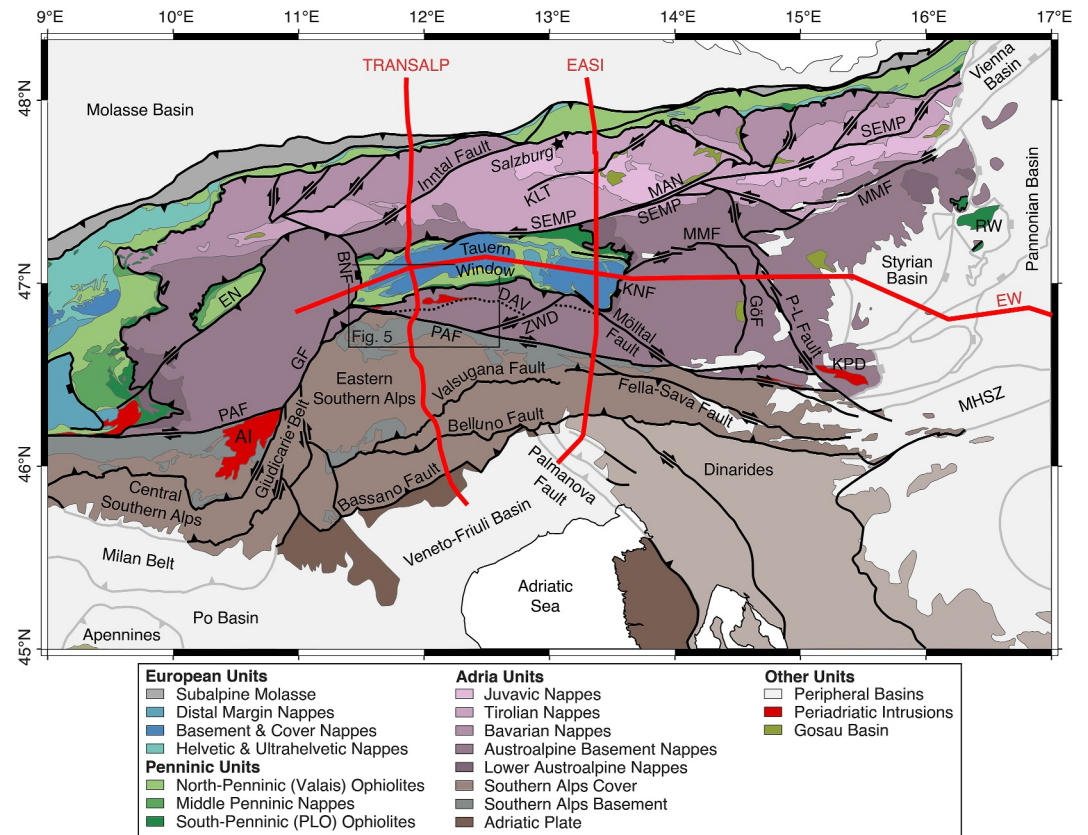 9°E 10°E 11°E 12°E 13°E 14°E 15°E 16°E 17°E
TRANSALP
EASI
Vienna
Basin
48°N
Molasse Basin
SEMP
Inntal Fault
Salzburg
KLT
MAN
MMF
SEMP
SEMP
Pannonian Basin
RW
MMF
BNF
Tauern
Window
Styrian
Basin
47°N
EN
KNF
EW
DAV
GöF
P-L Fault
Mölltal
Fault
ZWD
PAF
Fig. 5
GF
KPD
Eastern
Southern Alps
Valsugana Fault
Fella-Sava Fault
MHSZ
PAF
Belluno Fault
AI
Giudicarie Belt
46°N
Dinarides
Palmanova
Fault
Bassano Fault
Central
Southern Alps
Veneto-Friuli Basin
Milan Belt
Adriatic
Sea
Po Basin
Apennines
45°N
European Units
Subalpine Molasse
Distal Margin Nappes
Basement & Cover Nappes
Helvetic & Ultrahelvetic Nappes
Penninic Units
North-Penninic (Valais) Ophiolites
Middle Penninic Nappes
South-Penninic (PLO) Ophiolites
Adria Units
Juvavic Nappes
Tirolian Nappes
Bavarian Nappes
Austroalpine Basement Nappes
Lower Austroalpine Nappes
Southern Alps Cover
Southern Alps Basement
Adriatic Plate
Other Units
Peripheral Basins
Periadriatic Intrusions
Gosau Basin